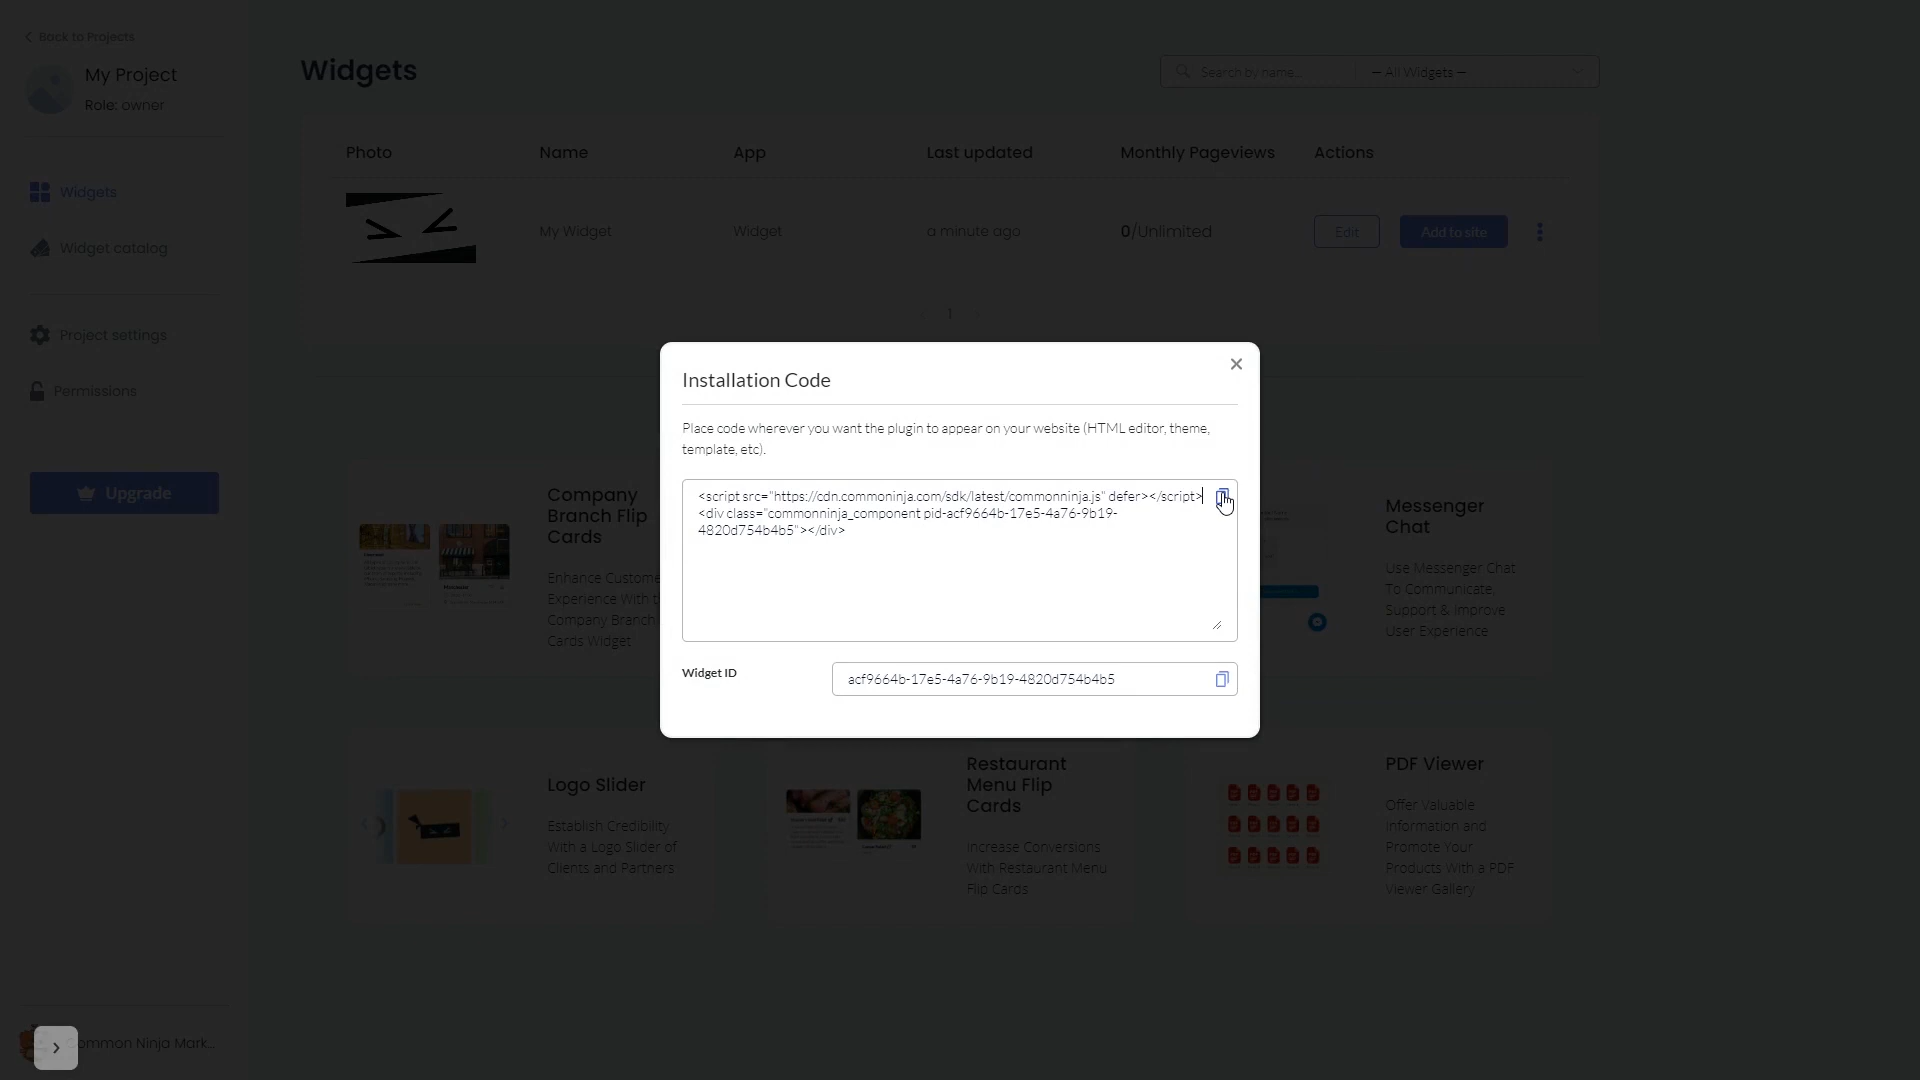 Back to Projects
My Project
Role: owner
Widgets
Widget catalog
Project settings
Permissions
Upgrade
Common Ninja Mark...
Widgets
Search by name...
— All Widgets —
Photo
Name
App
Last updated
Monthly Pageviews
Actions
My Widget
Widget
a minute ago
0/Unlimited
Edit
Add to site
1
Installation Code
Place code wherever you want the plugin to appear on your website (HTML editor, theme,
template, etc).
<script src="https://cdn.commoninja.com/sdk/latest/commonninja.js" defer></script>
<div class="commonninja_component pid-acf9664b-17e5-4a76-9b19-
4820d754b4b5"></div>
Widget ID
acf9664b-17e5-4a76-9b19-4820d754b4b5
Company
Branch Flip
Cards
Enhance Custome
Experience With t
Company Branch
Cards Widget
Messenger
Chat
Use Messenger Chat
To Communicate,
Support & Improve
User Experience
Logo Slider
Establish Credibility
With a Logo Slider of
Clients and Partners
Restaurant
Menu Flip
Cards
Increase Conversions
With Restaurant Menu
Flip Cards
PDF Viewer
Offer Valuable
Information and
Promote Your
Products With a PDF
Viewer Gallery